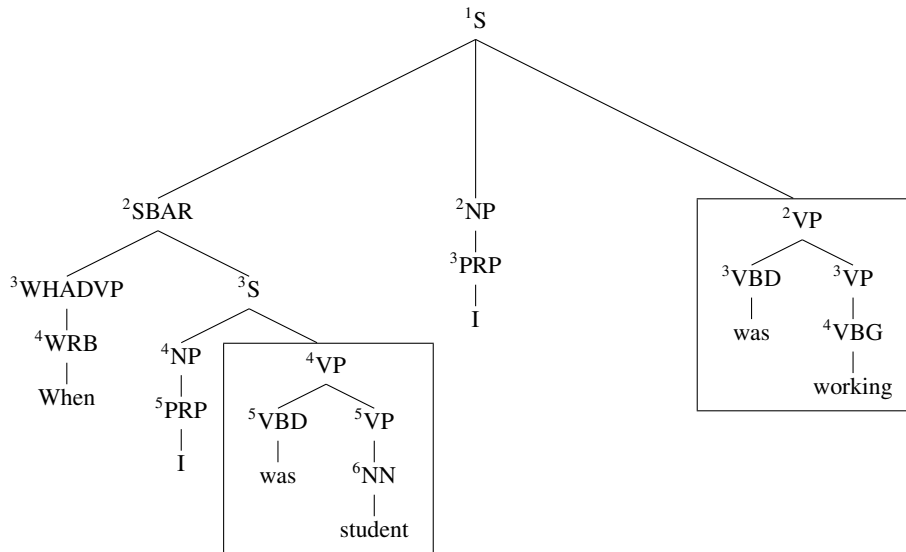 ¹S
²SBAR ²NP ²VP
³PRP ³VBD ³VP
³WHADVP ³S
I was ⁴VBG
⁴WRB ⁴NP ⁴VP
When working
⁵PRP ⁵VBD ⁵VP
I was ⁶NN
student